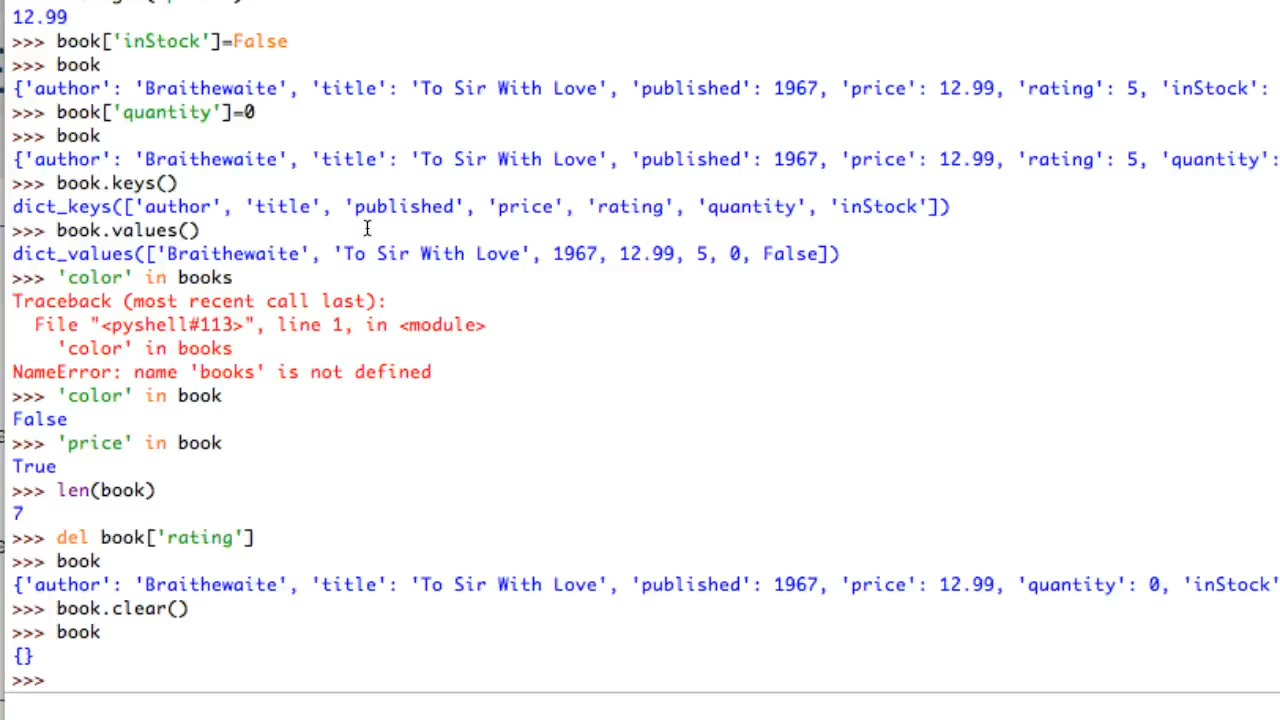 12.99
>>> book['inStock']=False
>>> book
{'author': 'Braithewaite', 'title': 'To Sir With Love', 'published': 1967, 'price': 12.99, 'rating': 5, 'inStock':
>>> book['quantity']=0
>>> book
{'author': 'Braithewaite', 'title': 'To Sir With Love', 'published': 1967, 'price': 12.99, 'rating': 5, 'quantity':
>>> book.keys()
dict_keys(['author', 'title', 'published', 'price', 'rating', 'quantity', 'inStock'])
>>> book.values()
dict_values(['Braithewaite', 'To Sir With Love', 1967, 12.99, 5, 0, False])
>>> 'color' in books
Traceback (most recent call last):
  File "<pyshell#113>", line 1, in <module>
    'color' in books
NameError: name 'books' is not defined
>>> 'color' in book
False
>>> 'price' in book
True
>>> len(book)
7
>>> del book['rating']
>>> book
{'author': 'Braithewaite', 'title': 'To Sir With Love', 'published': 1967, 'price': 12.99, 'quantity': 0, 'inStock'
>>> book.clear()
>>> book
{}
>>>